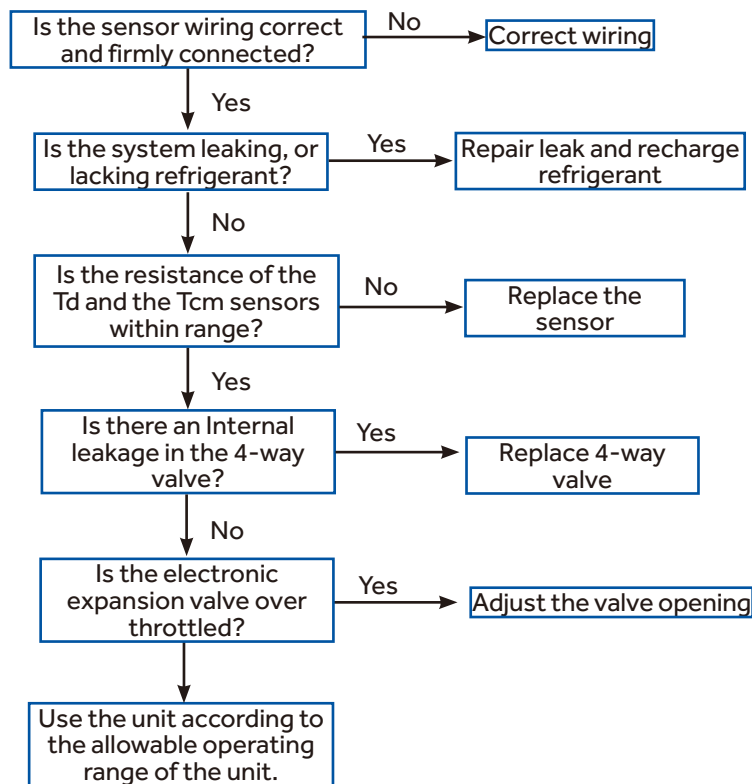 Is the sensor wiring correct
and firmly connected?
No
Correct wiring
Yes
Is the system leaking, or
lacking refrigerant?
Yes
Repair leak and recharge
refrigerant
No
Is the resistance of the
Td and the Tcm sensors
within range?
No
Replace the
sensor
Yes
Is there an Internal
leakage in the 4-way
valve?
Yes
Replace 4-way
valve
No
Is the electronic
expansion valve over
throttled?
Yes
Adjust the valve opening
Use the unit according to
the allowable operating
range of the unit.